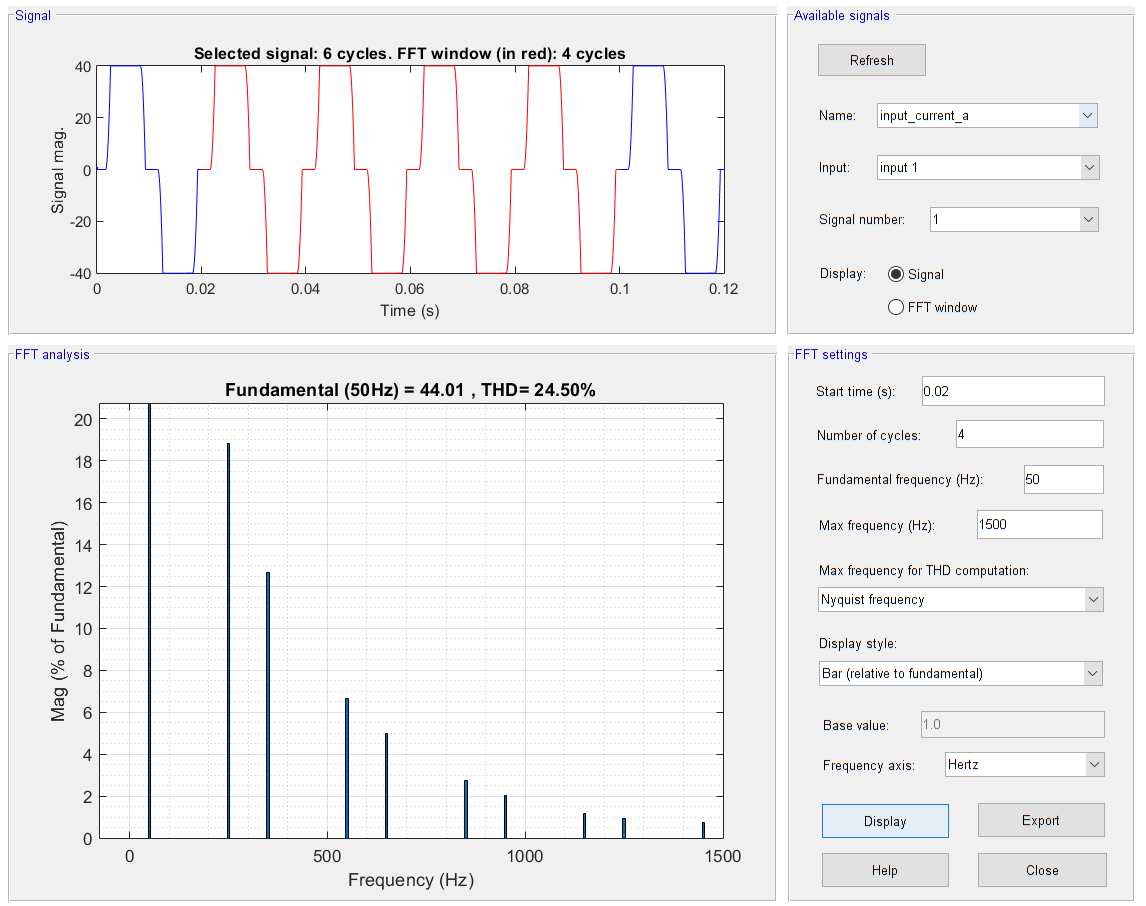 Signal
Selected signal: 6 cycles. FFT window (in red): 4 cycles
40
20
0
-20
-40
Signal mag.
0 0.02 0.04 0.06 0.08 0.1 0.12
Time (s)
Available signals
Refresh
Name: input_current_a
Input: input 1
Signal number: 1
Display: Signal
FFT window
FFT analysis
Fundamental (50Hz) = 44.01 , THD= 24.50%
20
18
16
14
12
10
8
6
4
2
0
Mag (% of Fundamental)
0 500 1000 1500
Frequency (Hz)
FFT settings
Start time (s): 0.02
Number of cycles: 4
Fundamental frequency (Hz): 50
Max frequency (Hz): 1500
Max frequency for THD computation:
Nyquist frequency
Display style:
Bar (relative to fundamental)
Base value: 1.0
Frequency axis: Hertz
Display Export
Help Close